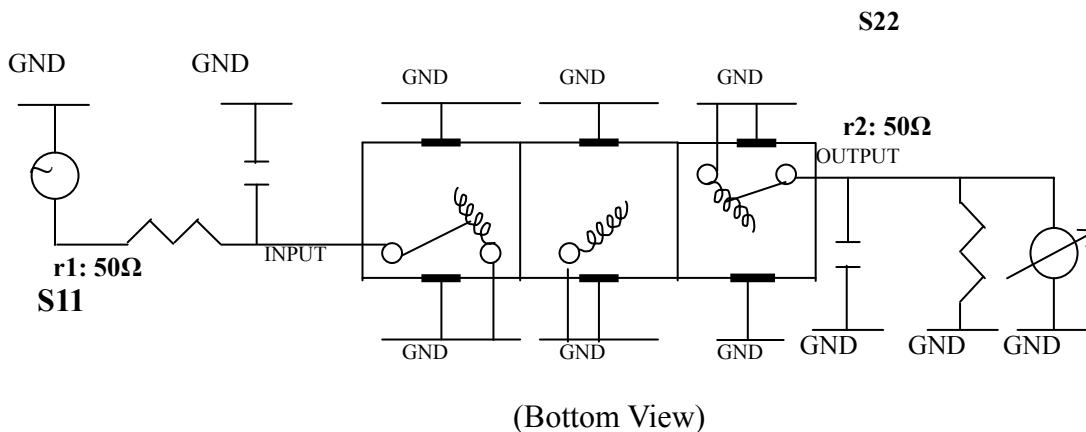 S22
GND
GND
GND
GND
GND
r2: 50Ω
OUTPUT
INPUT
r1: 50Ω
S11
GND
GND
GND
GND
GND
GND
(Bottom View)